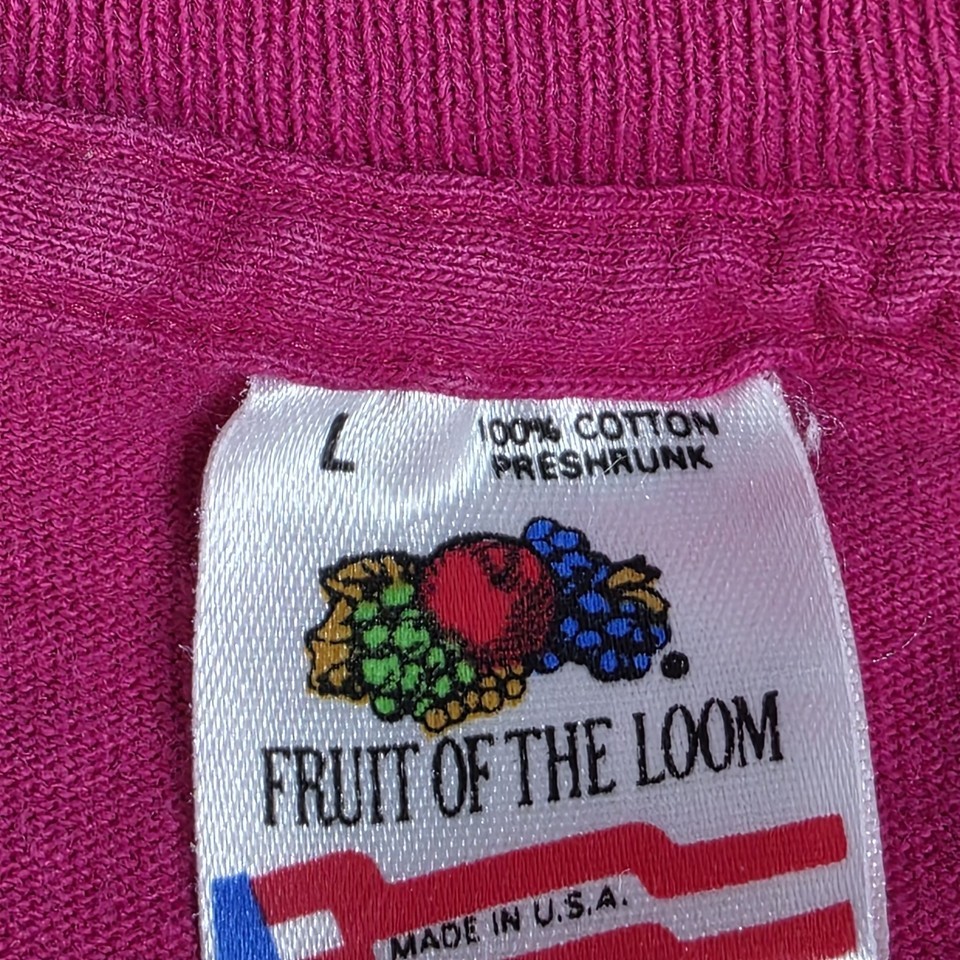 L
100% COTTON
PRESHRUNK
FRUIT OF THE LOOM
MADE IN U.S.A.